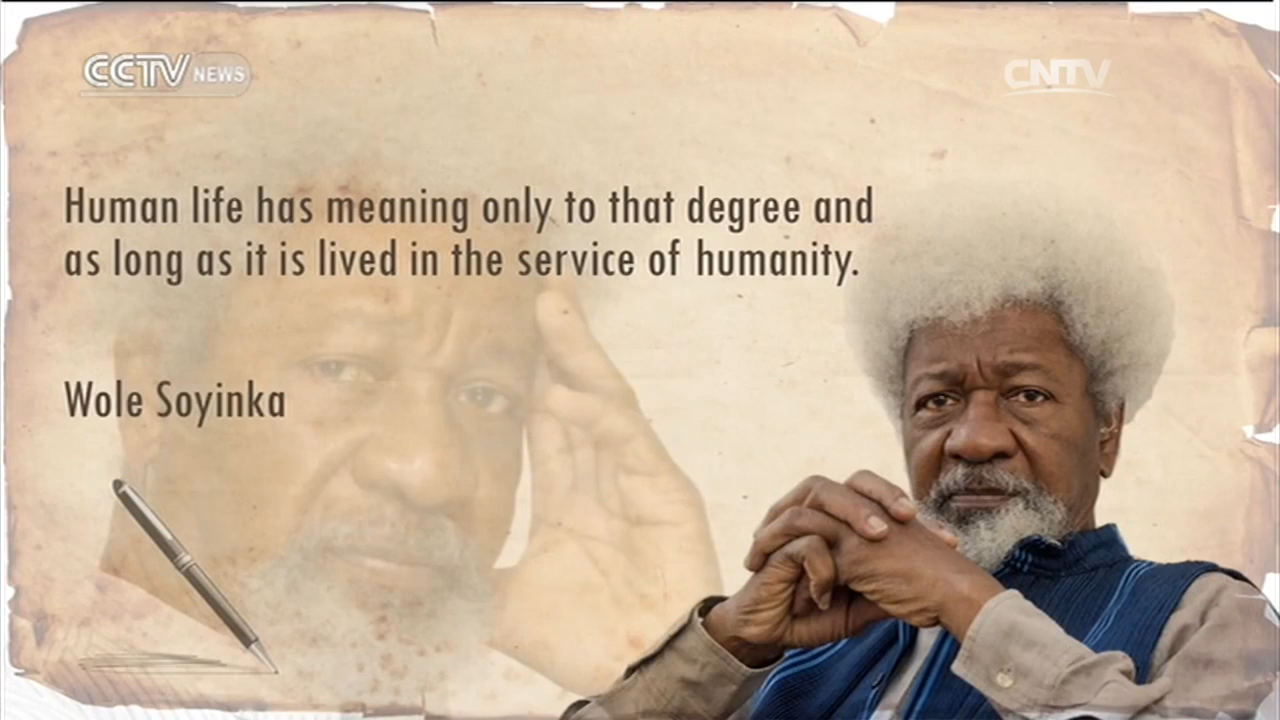 CCTV NEWS
CNTV
Human life has meaning only to that degree and
as long as it is lived in the service of humanity.
Wole Soyinka